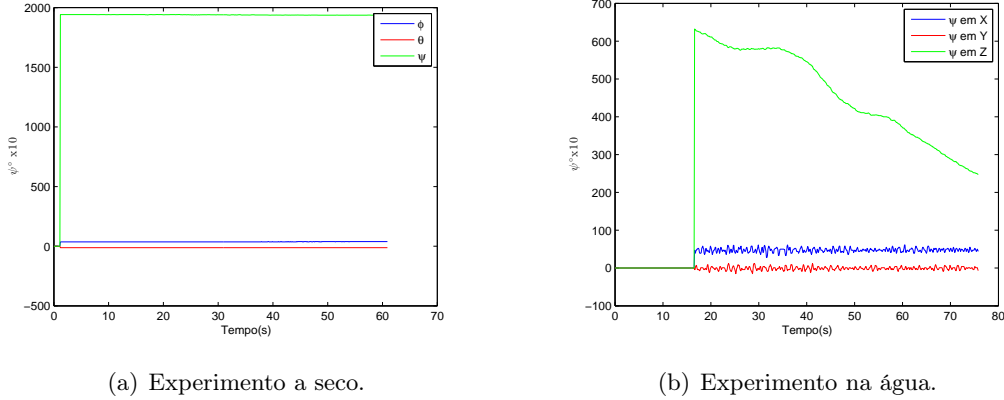 2000
1500
1000
500
0
−500
ψ° x10
0 10 20 30 40 50 60 70
Tempo(s)
ϕ
θ
ψ
(a) Experimento a seco.
700
600
500
400
300
200
100
0
−100
ψ°x10
0 10 20 30 40 50 60 70 80
Tempo(s)
ψ em X
ψ em Y
ψ em Z
(b) Experimento na água.